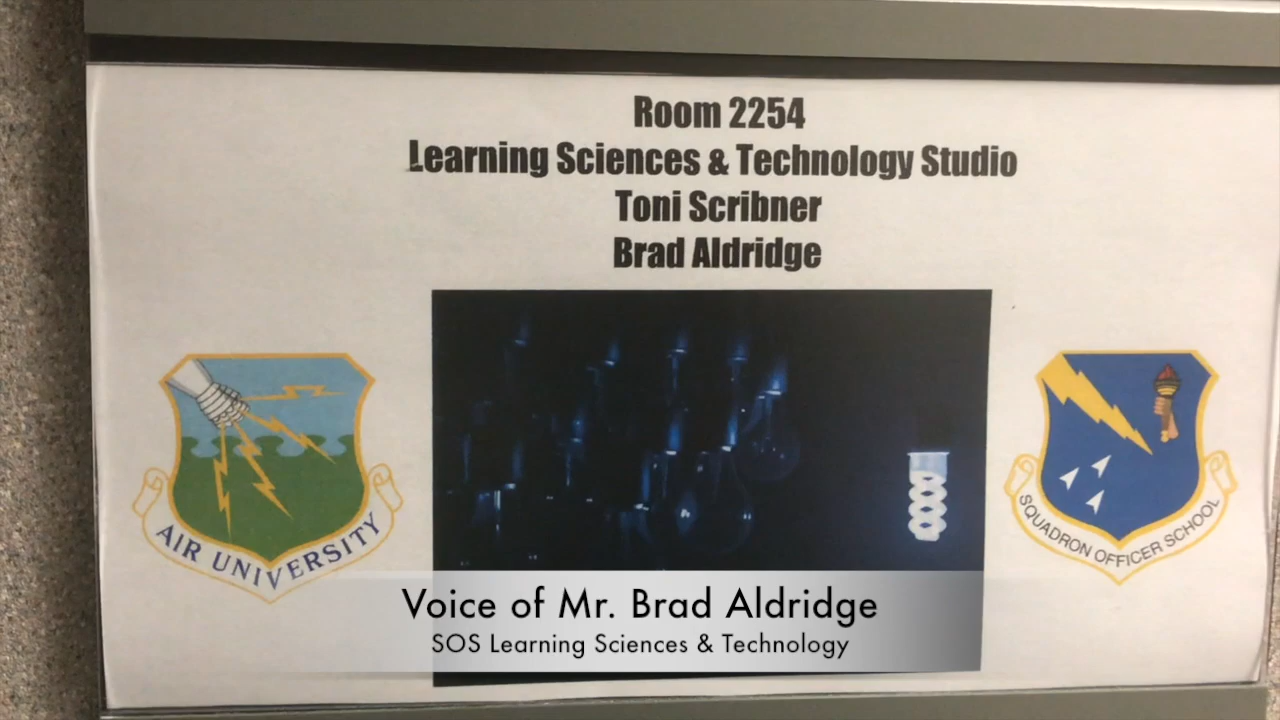 Room 2254
Learning Sciences & Technology Studio
Toni Scribner
Brad Aldridge
AIR UNIVERSITY
SQUADRON OFFICER SCHOOL
Voice of Mr. Brad Aldridge
SOS Learning Sciences & Technology